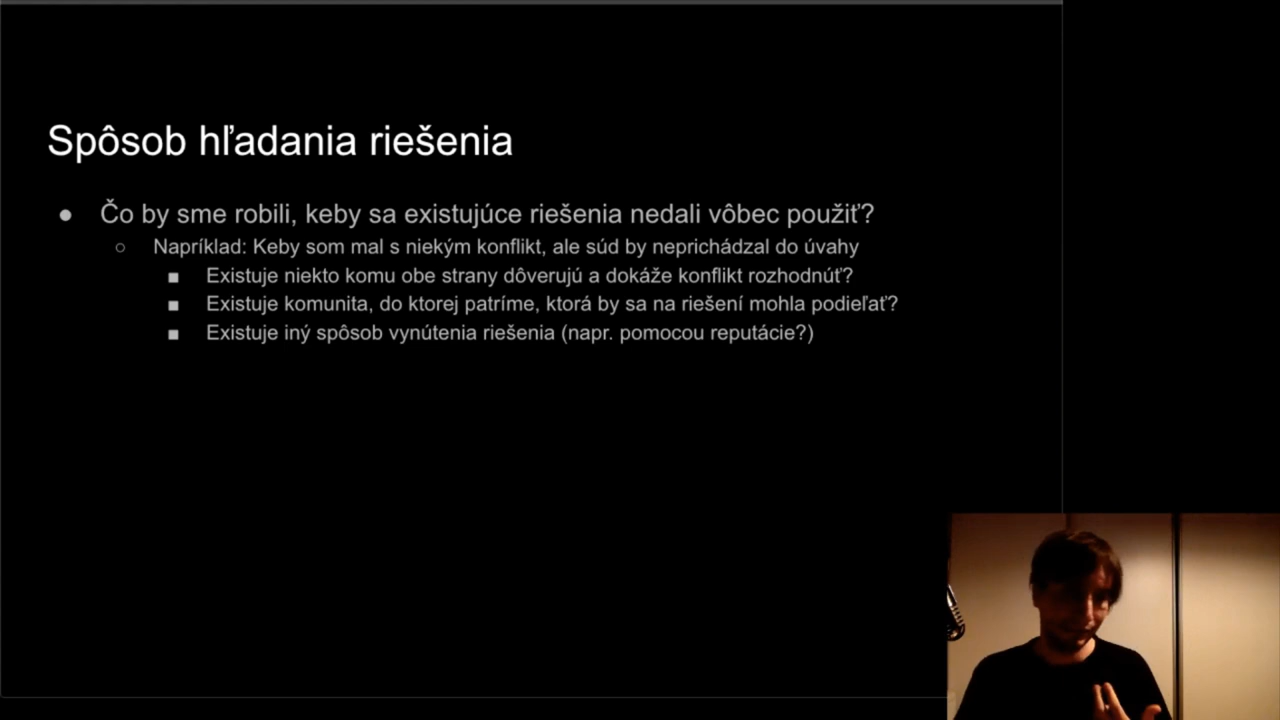 Spôsob hľadania riešenia
● Čo by sme robili, keby sa existujúce riešenia nedali vôbec použiť?
○ Napríklad: Keby som mal s niekým konflikt, ale súd by neprichádzal do úvahy
■ Existuje niekto komu obe strany dôverujú a dokáže konflikt rozhodnúť?
■ Existuje komunita, do ktorej patríme, ktorá by sa na riešení mohla podieľať?
■ Existuje iný spôsob vynútenia riešenia (napr. pomocou reputácie?)